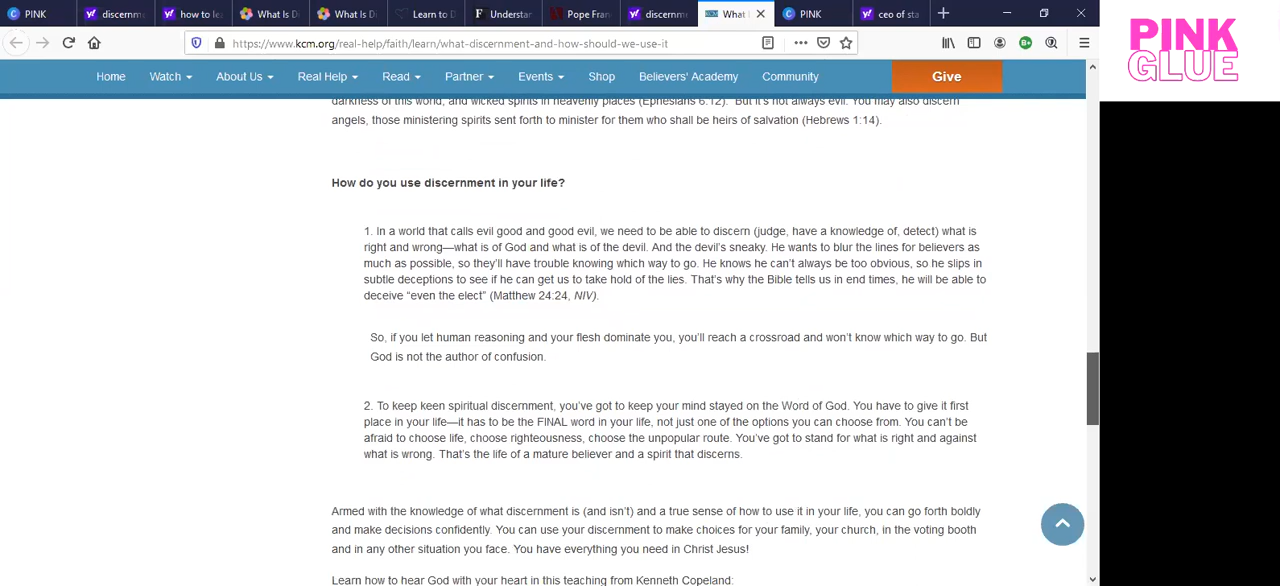 PINK
discernm
how to le
What Is D
What Is D
Learn to D
Understar
Pope Fran
discernm
What I
PINK
ceo of sta
https://www.kcm.org/real-help/faith/learn/what-discernment-and-how-should-we-use-it
Home
Watch
About Us
Real Help
Read
Partner
Events
Shop
Believers' Academy
Community
Give
PINK
GLUE
darkness of this world, and wicked spirits in heavenly places (Ephesians 6:12). But it's not always evil. You may also discern
angels, those ministering spirits sent forth to minister for them who shall be heirs of salvation (Hebrews 1:14).
How do you use discernment in your life?
1. In a world that calls evil good and good evil, we need to be able to discern (judge, have a knowledge of, detect) what is
right and wrong—what is of God and what is of the devil. And the devil's sneaky. He wants to blur the lines for believers as
much as possible, so they'll have trouble knowing which way to go. He knows he can't always be too obvious, so he slips in
subtle deceptions to see if he can get us to take hold of the lies. That's why the Bible tells us in end times, he will be able to
deceive “even the elect” (Matthew 24:24, NIV).
So, if you let human reasoning and your flesh dominate you, you'll reach a crossroad and won't know which way to go. But
God is not the author of confusion.
2. To keep keen spiritual discernment, you've got to keep your mind stayed on the Word of God. You have to give it first
place in your life—it has to be the FINAL word in your life, not just one of the options you can choose from. You can't be
afraid to choose life, choose righteousness, choose the unpopular route. You've got to stand for what is right and against
what is wrong. That's the life of a mature believer and a spirit that discerns.
Armed with the knowledge of what discernment is (and isn't) and a true sense of how to use it in your life, you can go forth boldly
and make decisions confidently. You can use your discernment to make choices for your family, your church, in the voting booth
and in any other situation you face. You have everything you need in Christ Jesus!
Learn how to hear God with your heart in this teaching from Kenneth Copeland: